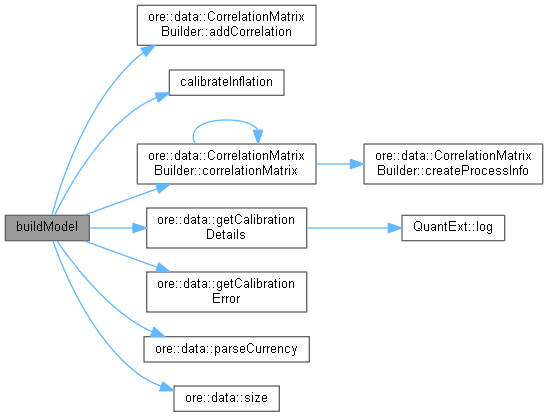 buildModel
ore::data::CorrelationMatrix
Builder::addCorrelation
calibrateInflation
ore::data::CorrelationMatrix
Builder::correlationMatrix
ore::data::CorrelationMatrix
Builder::createProcessInfo
ore::data::getCalibration
Details
QuantExt::log
ore::data::getCalibration
Error
ore::data::parseCurrency
ore::data::size